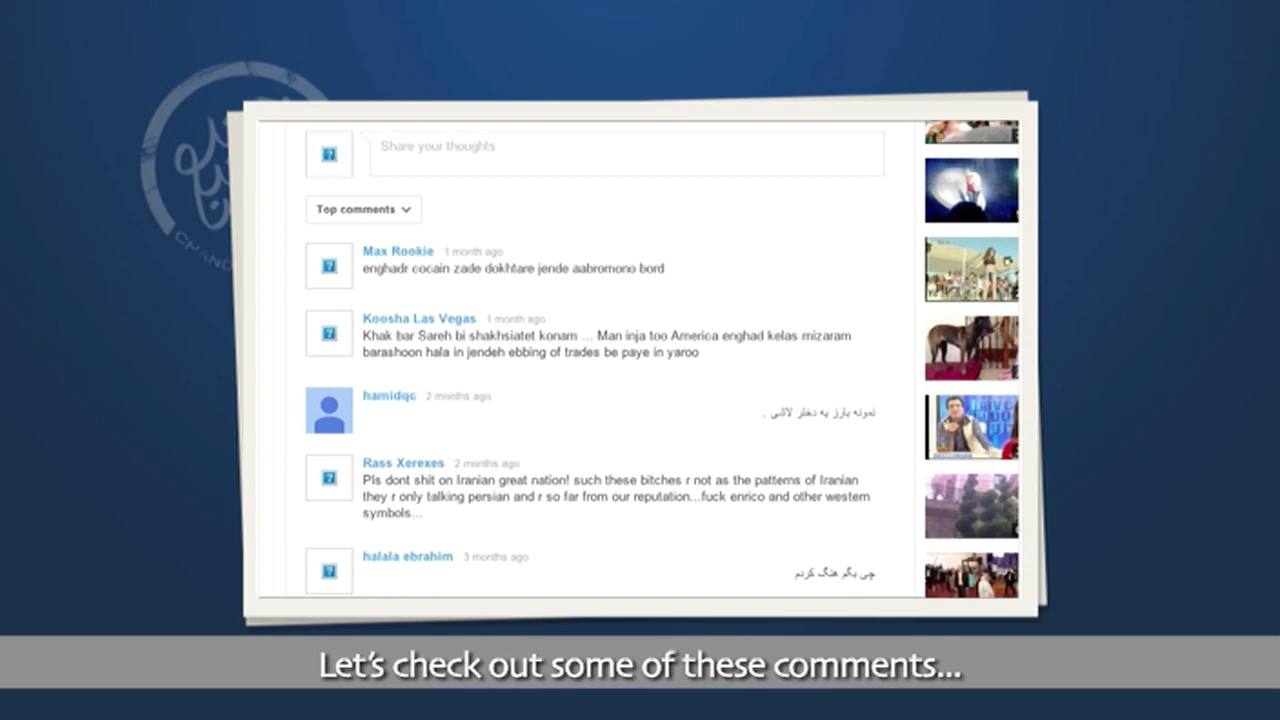 Share your thoughts
Top comments
Max Rookie 1 month ago
enghadr cocain zade dokhtare jende aabromono bord
Koosha Las Vegas 1 month ago
Khak bar Sareh bi shakhsiatet konam ... Man inja too America enghad kelas mizaram
barashoon hala in jendeh ebbing of trades be paye in yaroo
hamidqc 2 months ago
نمونه بارز یه دختر لاشی .
Rass Xerexes 2 months ago
Pls dont shit on Iranian great nation! such these bitches r not as the patterns of Iranian
they r only talking persian and r so far from our reputation...fuck enrico and other western
symbols...
halala ebrahim 3 months ago
چی بگم هنگ کردم
Let's check out some of these comments...